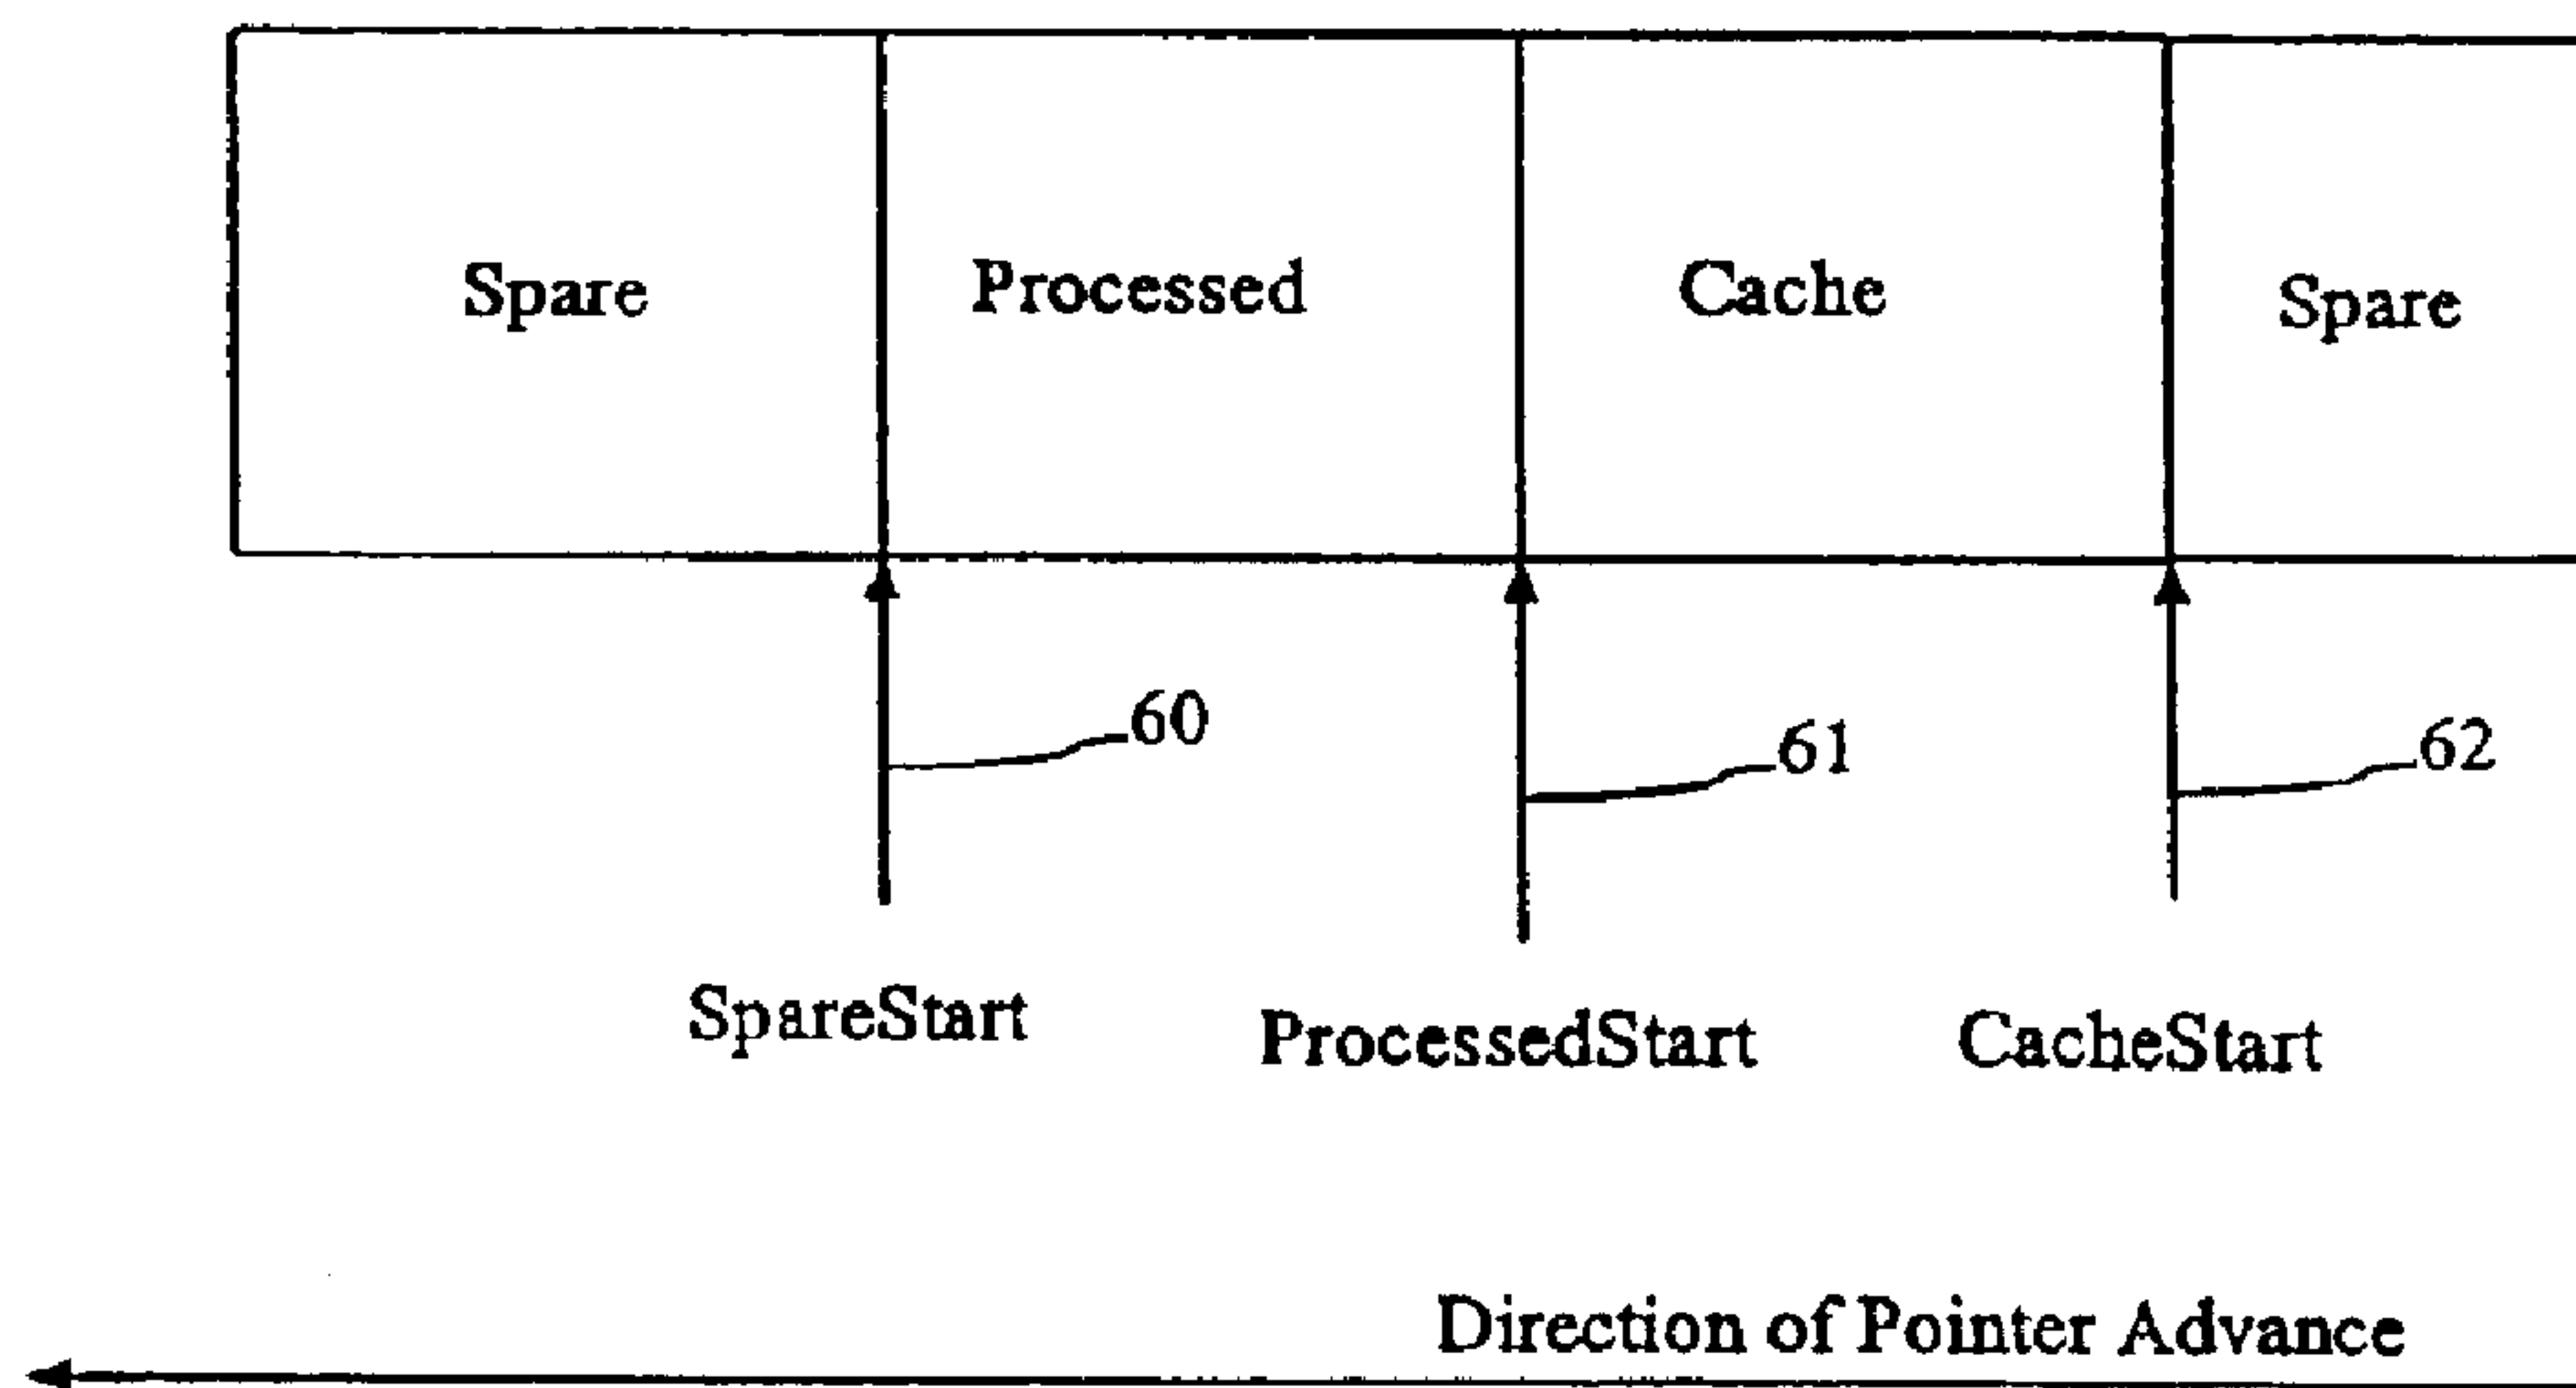 Spare Processed Cache Spare
60 61 62
SpareStart ProcessedStart CacheStart
Direction of Pointer Advance